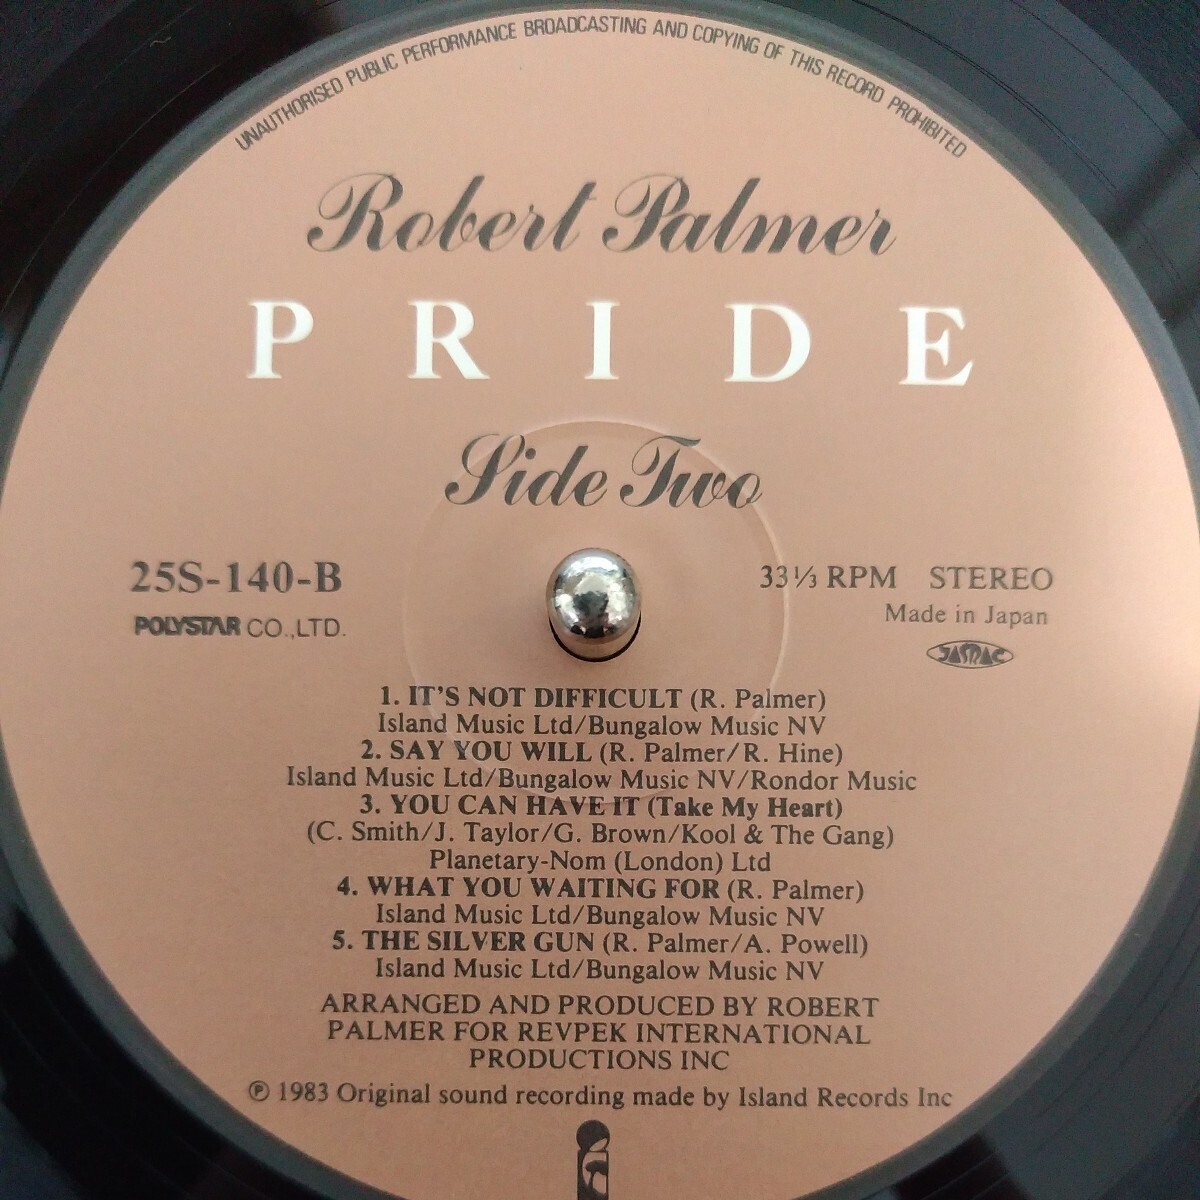 UNAUTHORISED PUBLIC PERFORMANCE BROADCASTING AND COPYING OF THIS RECORD PROHIBITED
Robert Palmer
PRIDE
Side Two
25S-140-B
POLYSTAR CO.,LTD.
33⅓ RPM STEREO
Made in Japan
JASRAC
1. IT'S NOT DIFFICULT (R. Palmer)
Island Music Ltd/Bungalow Music NV
2. SAY YOU WILL (R. Palmer/R. Hine)
Island Music Ltd/Bungalow Music NV/Rondor Music
3. YOU CAN HAVE IT (Take My Heart)
(C. Smith/J. Taylor/G. Brown/Kool & The Gang)
Planetary-Nom (London) Ltd
4. WHAT YOU WAITING FOR (R. Palmer)
Island Music Ltd/Bungalow Music NV
5. THE SILVER GUN (R. Palmer/A. Powell)
Island Music Ltd/Bungalow Music NV
ARRANGED AND PRODUCED BY ROBERT
PALMER FOR REVPEK INTERNATIONAL
PRODUCTIONS INC
℗ 1983 Original sound recording made by Island Records Inc